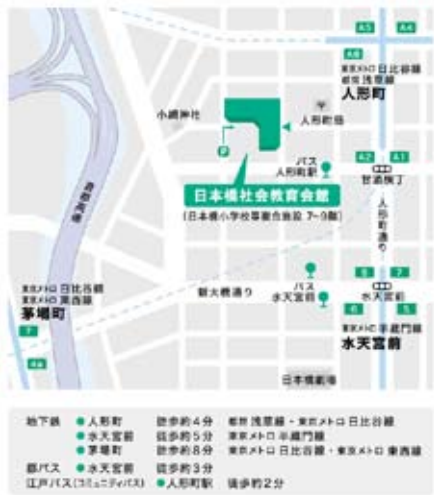 A5
A4
A6
東京メトロ 日比谷線
都営 浅草線
人形町
小網神社
〒
人形町局
P
バス
人形町駅
A2
A1
甘酒横丁
日本橋社会教育会館
(日本橋小学校等複合施設 7~9階)
人形町通り
首都高速
バス
水天宮前
新大橋通り
8
7
水天宮前
6
5
東京メトロ 日比谷線
東京メトロ 東西線
茅場町
7
4a
東京メトロ 半蔵門線
水天宮前
日本橋劇場
地下鉄 ●人形町 徒歩約4分 都営 浅草線・東京メトロ 日比谷線
●水天宮前 徒歩約5分 東京メトロ 半蔵門線
●茅場町 徒歩約8分 東京メトロ 日比谷線・東京メトロ 東西線
都バス ●水天宮前 徒歩約3分
江戸バス(コミュニティバス) ●人形町駅 徒歩約2分